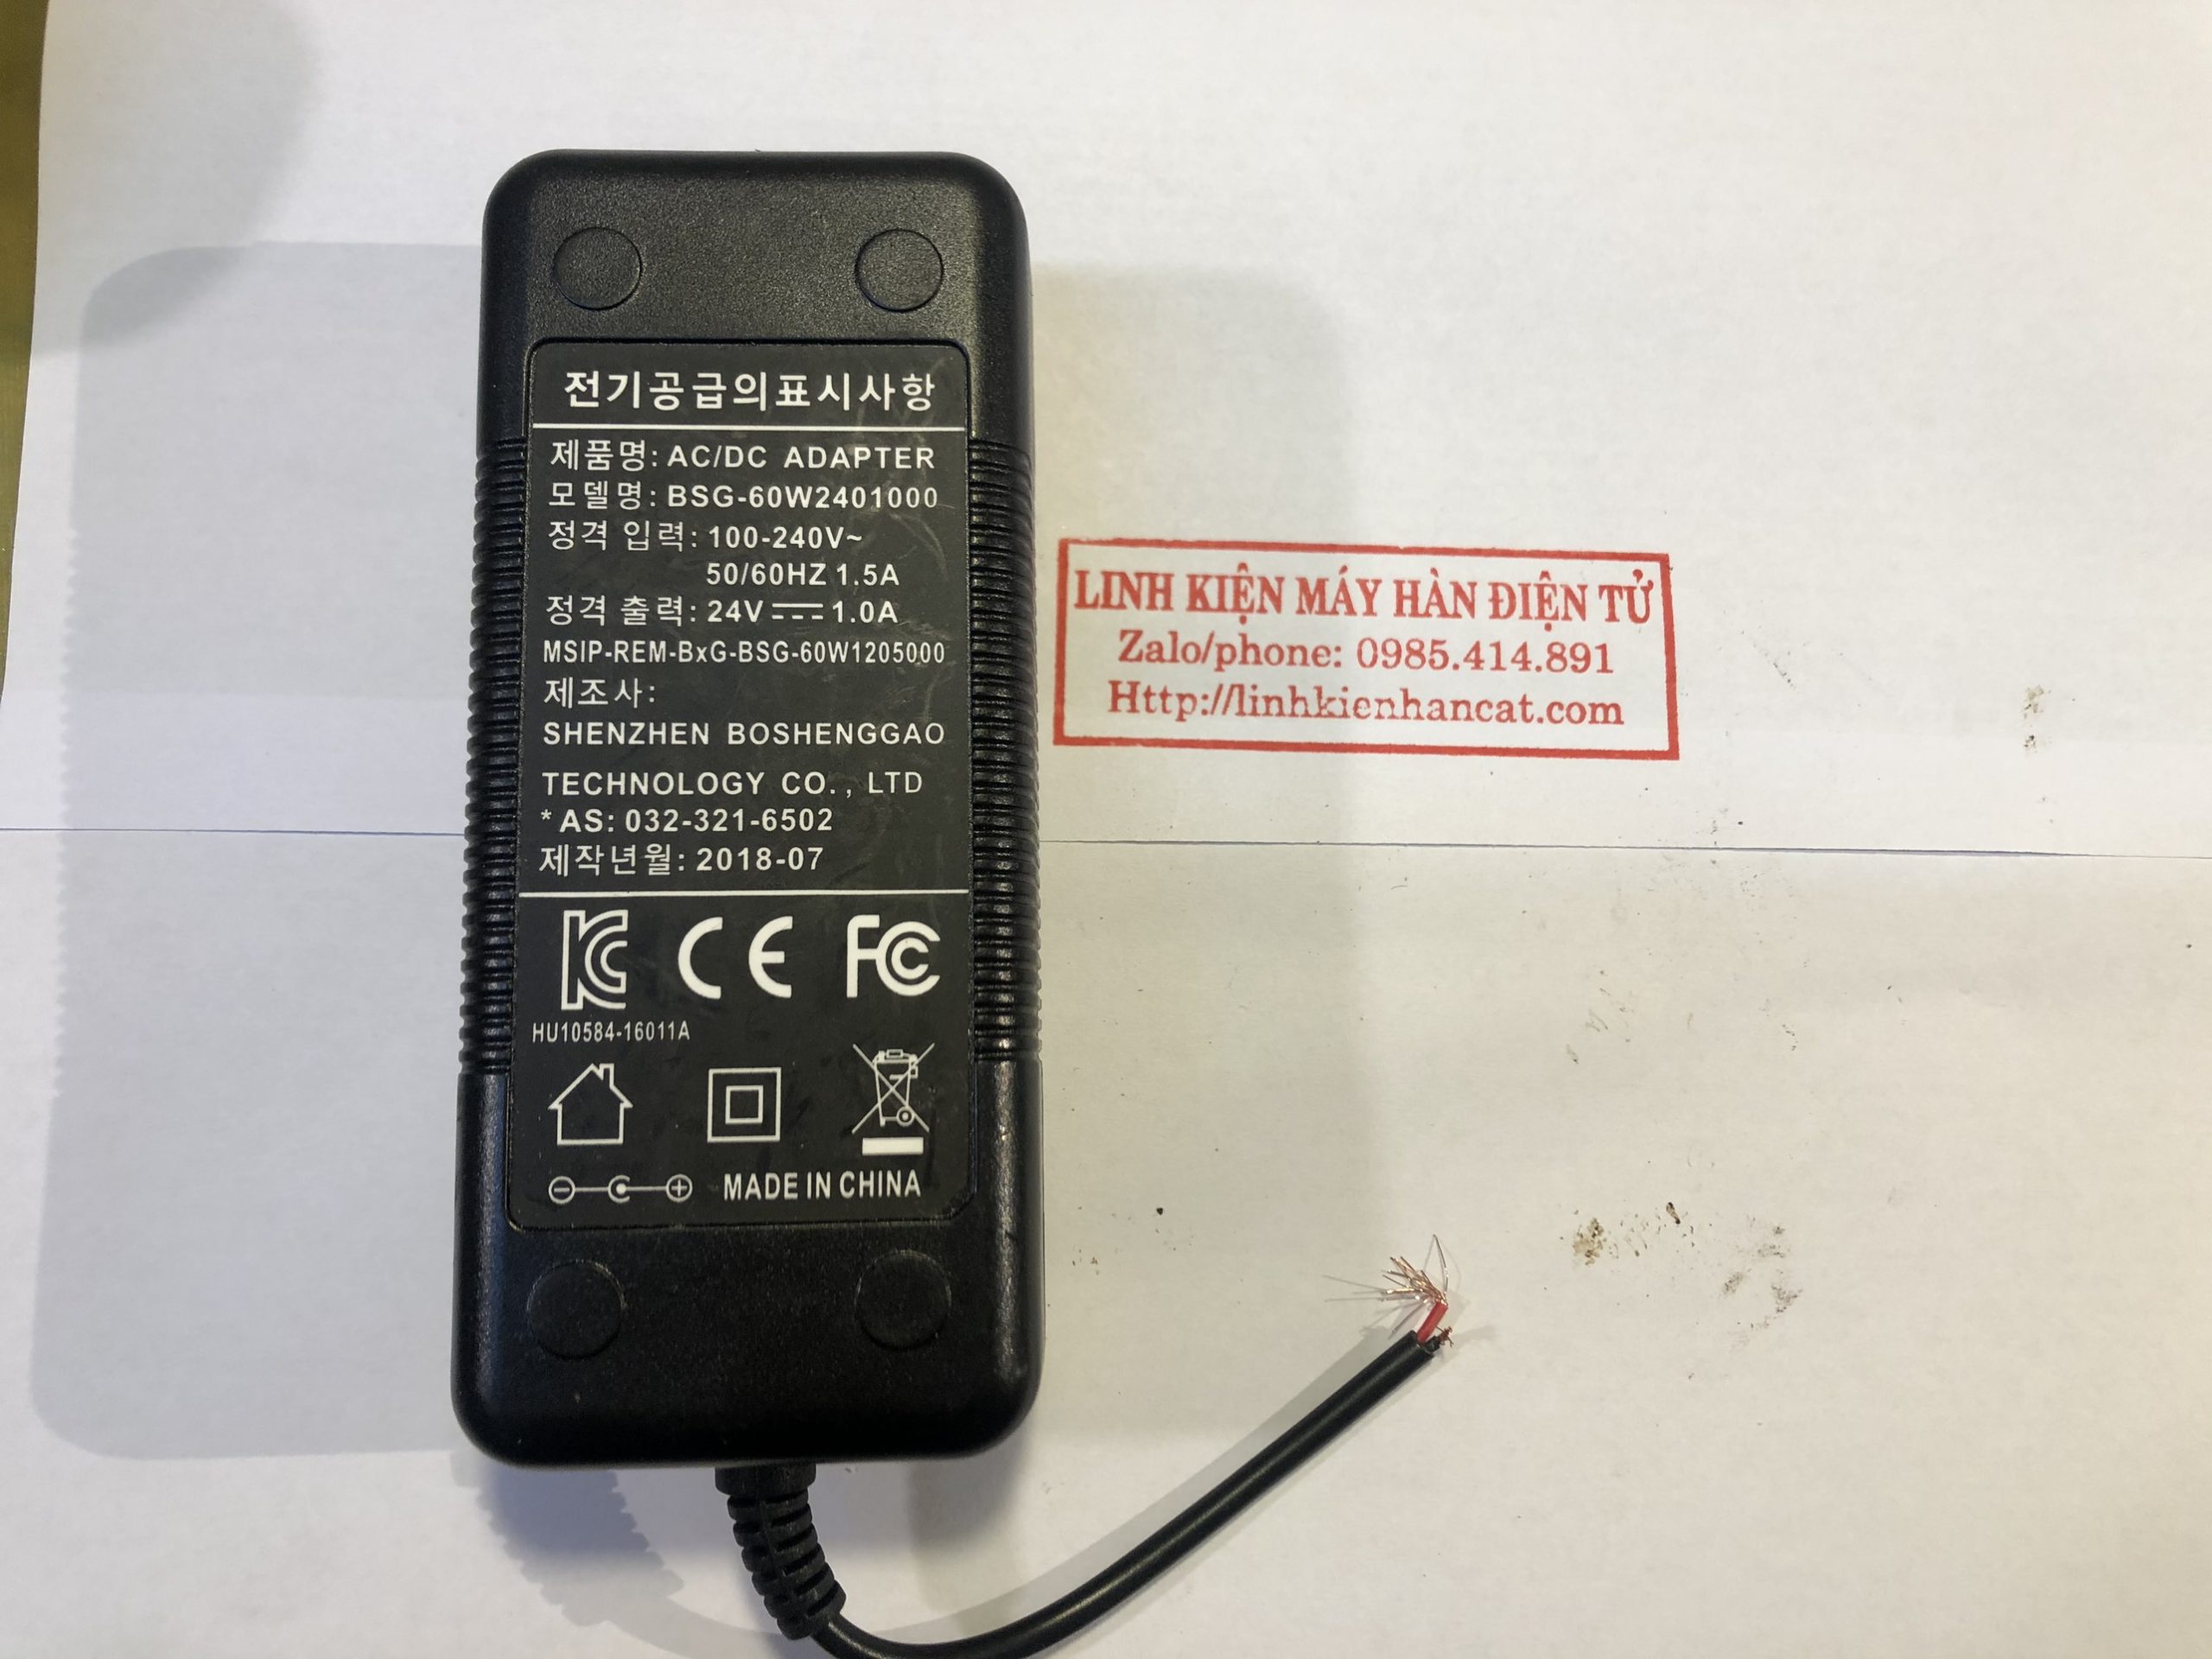 전기공급의표시사항
제품명: AC/DC ADAPTER
모델명: BSG-60W2401000
정격 입력: 100-240V~
50/60HZ 1.5A
정격 출력: 24V⎓1.0A
MSIP-REM-BxG-BSG-60W1205000
제조사:
SHENZHEN BOSHENGGAO
TECHNOLOGY CO., LTD
*AS: 032-321-6502
제작년월: 2018-07
KC CE FC
HU10584-16011A
MADE IN CHINA
LINH KIỆN MÁY HÀN ĐIỆN TỬ
Zalo/phone: 0985.414.891
Http://linhkienhancat.com